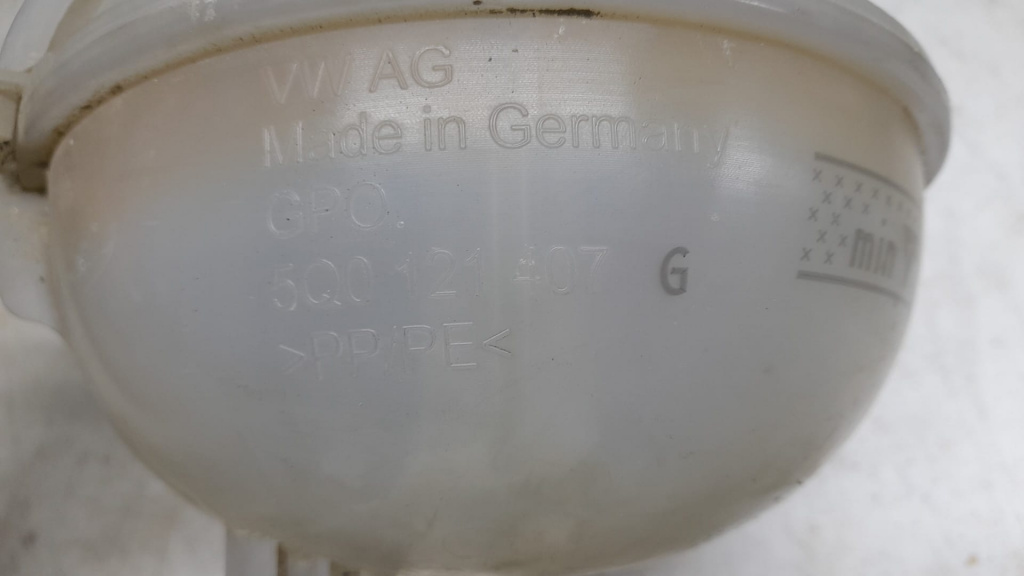 VW AG
Made in Germany
GPO.
5Q0 121 407 G
>PP/PE<
min